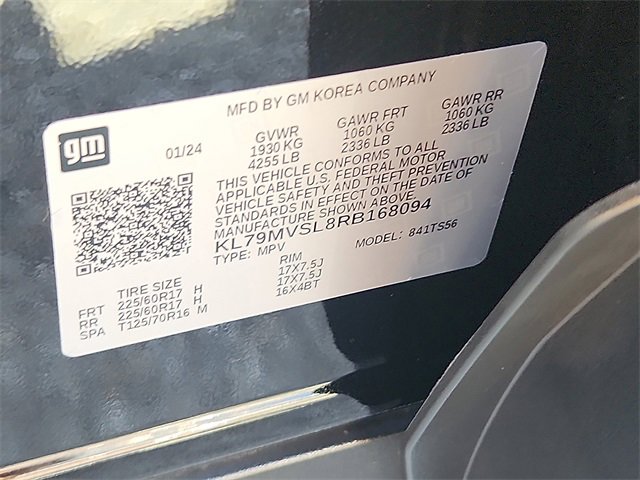 MFD BY GM KOREA COMPANY
gm
01/24
GVWR GAWR FRT GAWR RR
1930 KG 1060 KG 1060 KG
4255 LB 2336 LB 2336 LB
THIS VEHICLE CONFORMS TO ALL
APPLICABLE U.S. FEDERAL MOTOR
VEHICLE SAFETY AND THEFT PREVENTION
STANDARDS IN EFFECT ON THE DATE OF
MANUFACTURE SHOWN ABOVE
KL79MVSL8RB168094
TYPE: MPV MODEL: 841TS56
TIRE SIZE RIM
FRT 225/60R17 H 17X7.5J
RR 225/60R17 H 17X7.5J
SPA T125/70R16 M 16X4BT